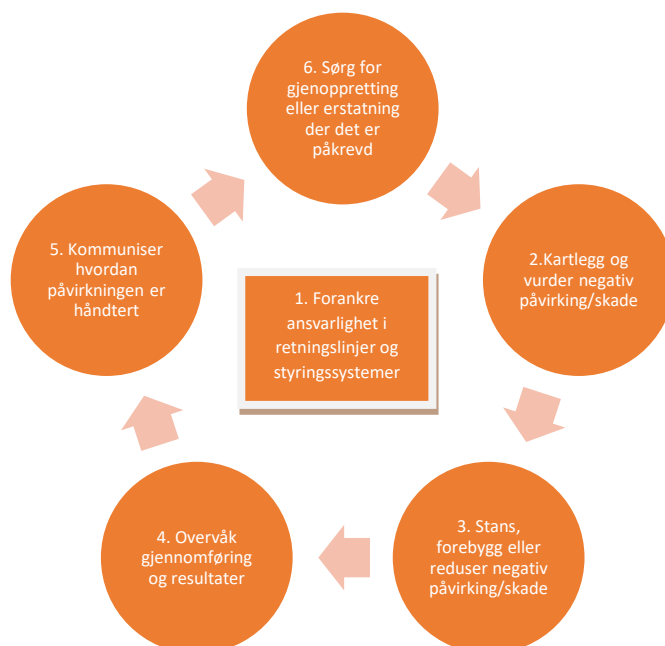 6. Sørg for
gjenoppretting
eller erstatning
der det er
påkrevd
5. Kommuniser
hvordan
påvirkningen er
håndtert
2.Kartlegg og
vurder negativ
påvirking/skade
1. Forankre
ansvarlighet i
retningslinjer og
styringssystemer
4. Overvåk
gjennomføring
og resultater
3. Stans,
forebygg eller
reduser negativ
påvirking/skade